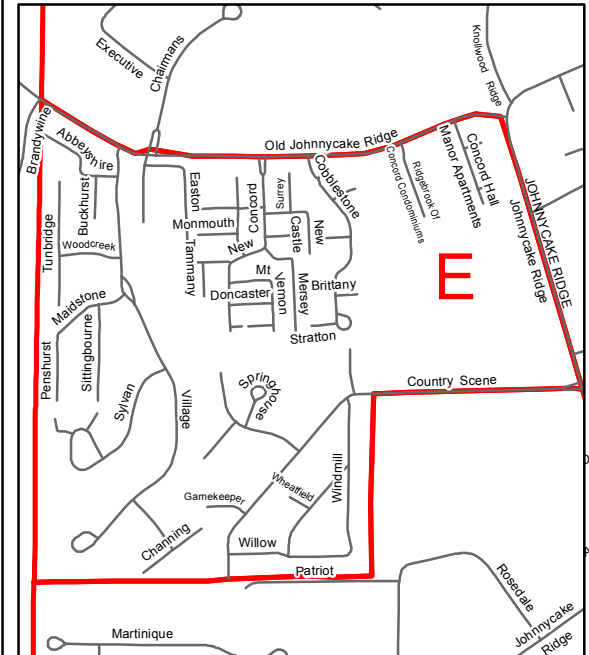 Executive
Chairmans
Knollwood
Ridge
Brandywine
Abbeyshire
Old Johnnycake Ridge
Buckhurst
Easton
Concord
Surrey
Cobblestone
Ridgebrook Of
Concord Condominiums
Manor Apartments
Concord Hall
JOHNNYCAKE RIDGE
Johnnycake Ridge
Tunbridge
Woodcreek
Monmouth
Tammany
New
Castle
New
Mt
Vernon
Mersey
Brittany
Doncaster
Stratton
E
Maidstone
Penshurst
Sittingbourne
Sylvan
Village
Springhouse
Country Scene
Gamekeeper
Wheatfield
Windmill
Channing
Willow
Patriot
Rosedale
Johnnycake
Ridge
Martinique